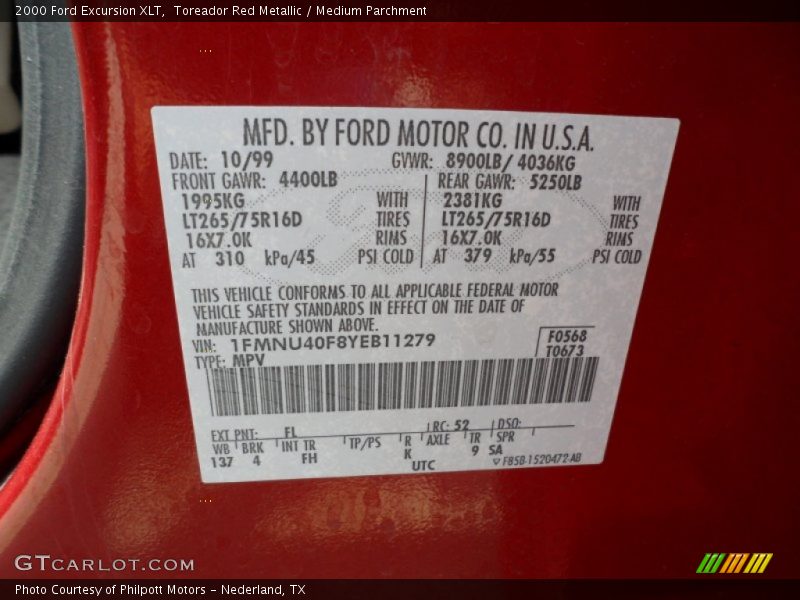 2000 Ford Excursion XLT,  Toreador Red Metallic / Medium Parchment
MFD. BY FORD MOTOR CO. IN U.S.A.
DATE: 10/99 GVWR: 8900LB/ 4036KG
FRONT GAWR: 4400LB REAR GAWR: 5250LB
1995KG WITH 2381KG WITH
LT265/75R16D TIRES LT265/75R16D TIRES
16X7.0K RIMS 16X7.0K RIMS
AT 310 kPa/45 PSI COLD AT 379 kPa/55 PSI COLD
THIS VEHICLE CONFORMS TO ALL APPLICABLE FEDERAL MOTOR
VEHICLE SAFETY STANDARDS IN EFFECT ON THE DATE OF
MANUFACTURE SHOWN ABOVE.
VIN: 1FMNU40F8YEB11279 F0568
TYPE: MPV T0673
EXT PNT: FL RC: 52 DSO:
WB BRK INT TR TP/PS R AXLE TR SPR
137 4 FH K 9 SA
UTC F85B-1520472-AB
GTCARLOT.COM
Photo Courtesy of Philpott Motors - Nederland, TX